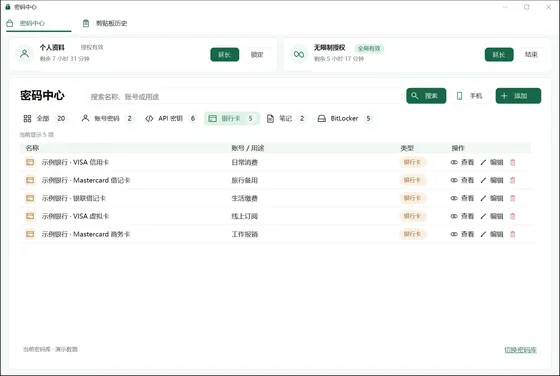 密码中心
密码中心 剪贴板历史
个人资料 授权有效
剩余 7 小时 31 分钟
延长 锁定
无限制授权 全局有效
剩余 5 小时 17 分钟
延长 结束
密码中心 搜索名称、账号或用途 搜索 手机 添加
全部 20 账号密码 2 API 密钥 6 银行卡 5 笔记 2 BitLocker 5
当前显示 5 项
名称 账号 / 用途 类型 操作
示例银行 · VISA 信用卡 日常消费 银行卡 查看 编辑
示例银行 · Mastercard 借记卡 旅行备用 银行卡 查看 编辑
示例银行 · 银联借记卡 生活缴费 银行卡 查看 编辑
示例银行 · VISA 虚拟卡 线上订阅 银行卡 查看 编辑
示例银行 · Mastercard 商务卡 工作报销 银行卡 查看 编辑
当前密码库 · 演示数据 切换密码库